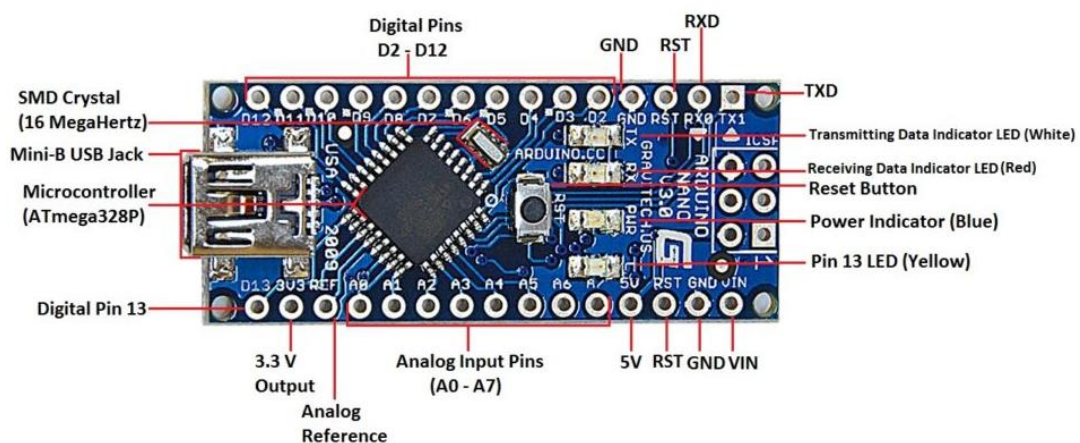 Digital Pins
D2 - D12
GND
RST
RXD
TXD
SMD Crystal
(16 MegaHertz)
Mini-B USB Jack
Microcontroller
(ATmega328P)
Digital Pin 13
3.3 V
Output
Analog
Reference
Analog Input Pins
(A0 - A7)
5V
RST
GND
VIN
Transmitting Data Indicator LED (White)
Receiving Data Indicator LED (Red)
Reset Button
Power Indicator (Blue)
Pin 13 LED (Yellow)
D12 D11 D10 D9 D8 D7 D6 D5 D4 D3 D2 GND RST RX0 TX1
ICSP
ARDUINO.CC
TX
RX
RST
PWR
L
USA
2009
GRAVITECH.US
ARDUINO
NANO
V3.0
1
D13 3V3 REF A0 A1 A2 A3 A4 A5 A6 A7 5V RST GND VIN